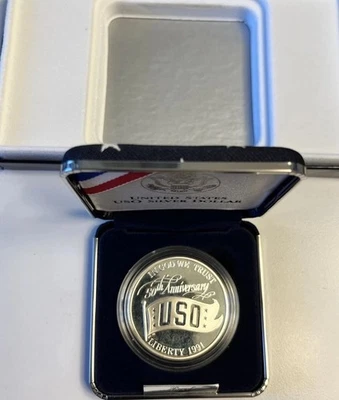 UNITED STATES
USO SILVER DOLLAR
IN GOD WE TRUST
50th Anniversary
USO
LIBERTY 1991